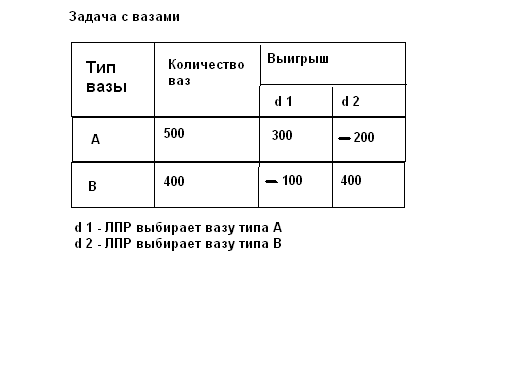 Задача с вазами
Тип вазы
Количество ваз
Выигрыш
d 1
d 2
А
500
300
– 200
В
400
– 100
400
d 1 - ЛПР выбирает вазу типа А
d 2 - ЛПР выбирает вазу типа В